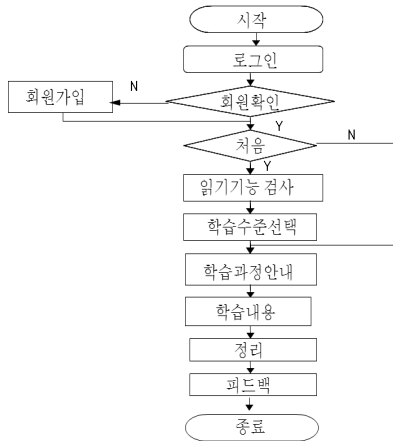 시작
로그인
N
회원가입
회원확인
Y
N
처음
Y
읽기기능 검사
학습수준선택
학습과정안내
학습내용
정리
피드백
종료